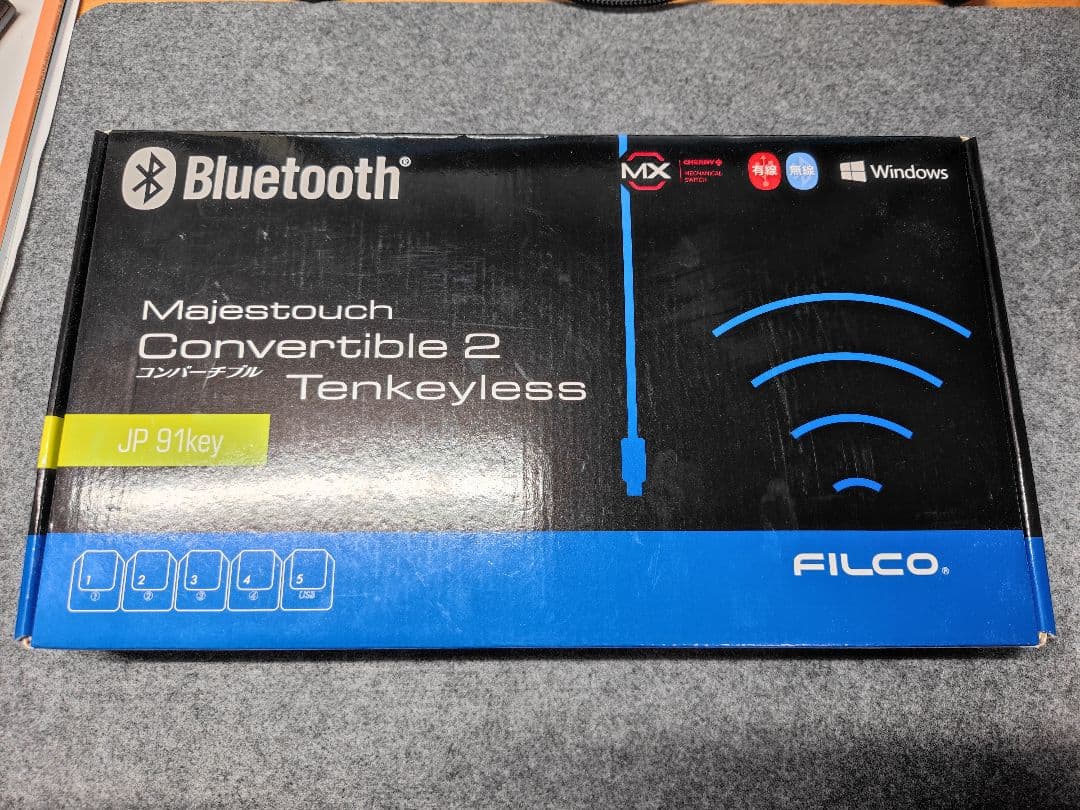 Bluetooth®
MX
CHERRY
MECHANICAL
SWITCH
有線
無線
Windows
Majestouch
Convertible 2
コンバーチブル
Tenkeyless
JP 91key
1
①
2
②
3
③
4
④
5
USB
FILCO®